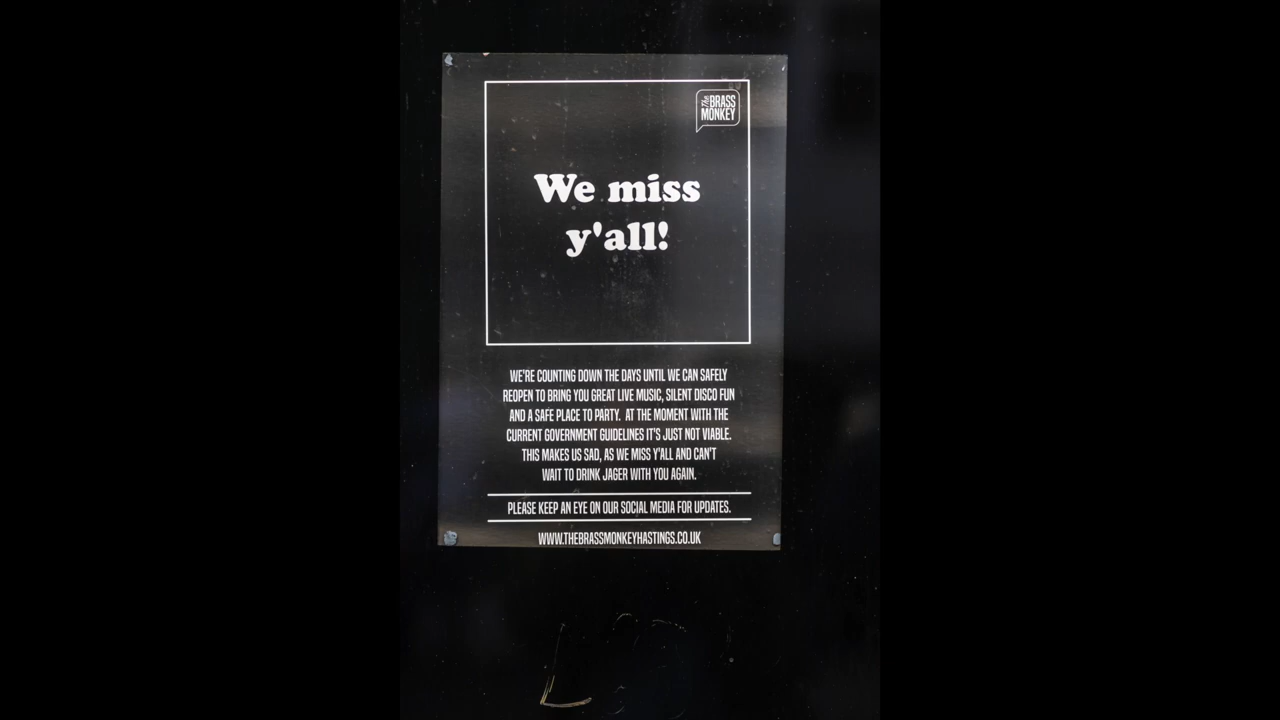 The BRASS
MONKEY
We miss
y'all!
WE'RE COUNTING DOWN THE DAYS UNTIL WE CAN SAFELY
REOPEN TO BRING YOU GREAT LIVE MUSIC, SILENT DISCO FUN
AND A SAFE PLACE TO PARTY. AT THE MOMENT WITH THE
CURRENT GOVERNMENT GUIDELINES IT'S JUST NOT VIABLE.
THIS MAKES US SAD, AS WE MISS Y'ALL AND CAN'T
WAIT TO DRINK JAGER WITH YOU AGAIN.
PLEASE KEEP AN EYE ON OUR SOCIAL MEDIA FOR UPDATES.
WWW.THEBRASSMONKEYHASTINGS.CO.UK